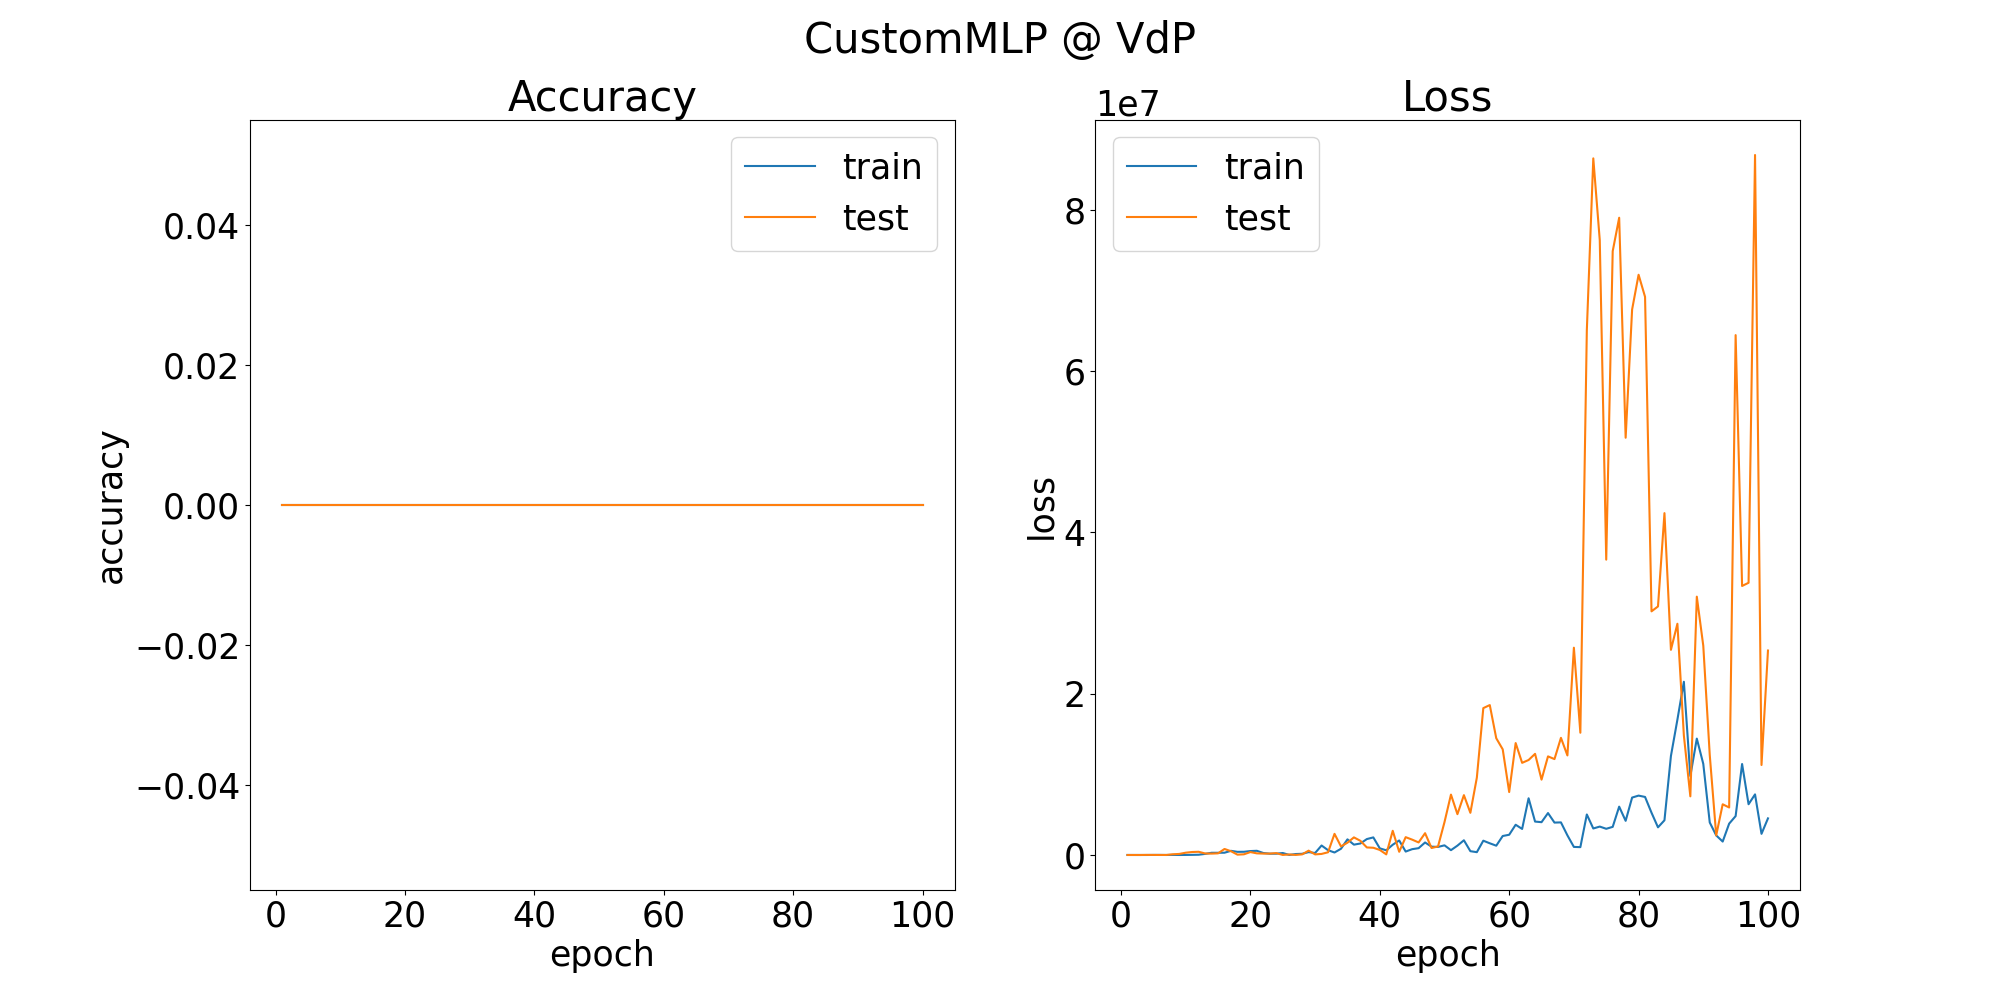 CustomMLP @ VdP
Accuracy
train
test
0.04
0.02
0.00
−0.02
−0.04
accuracy
0 20 40 60 80 100
epoch
Loss
1e7
train
test
8
6
4
2
0
loss
0 20 40 60 80 100
epoch